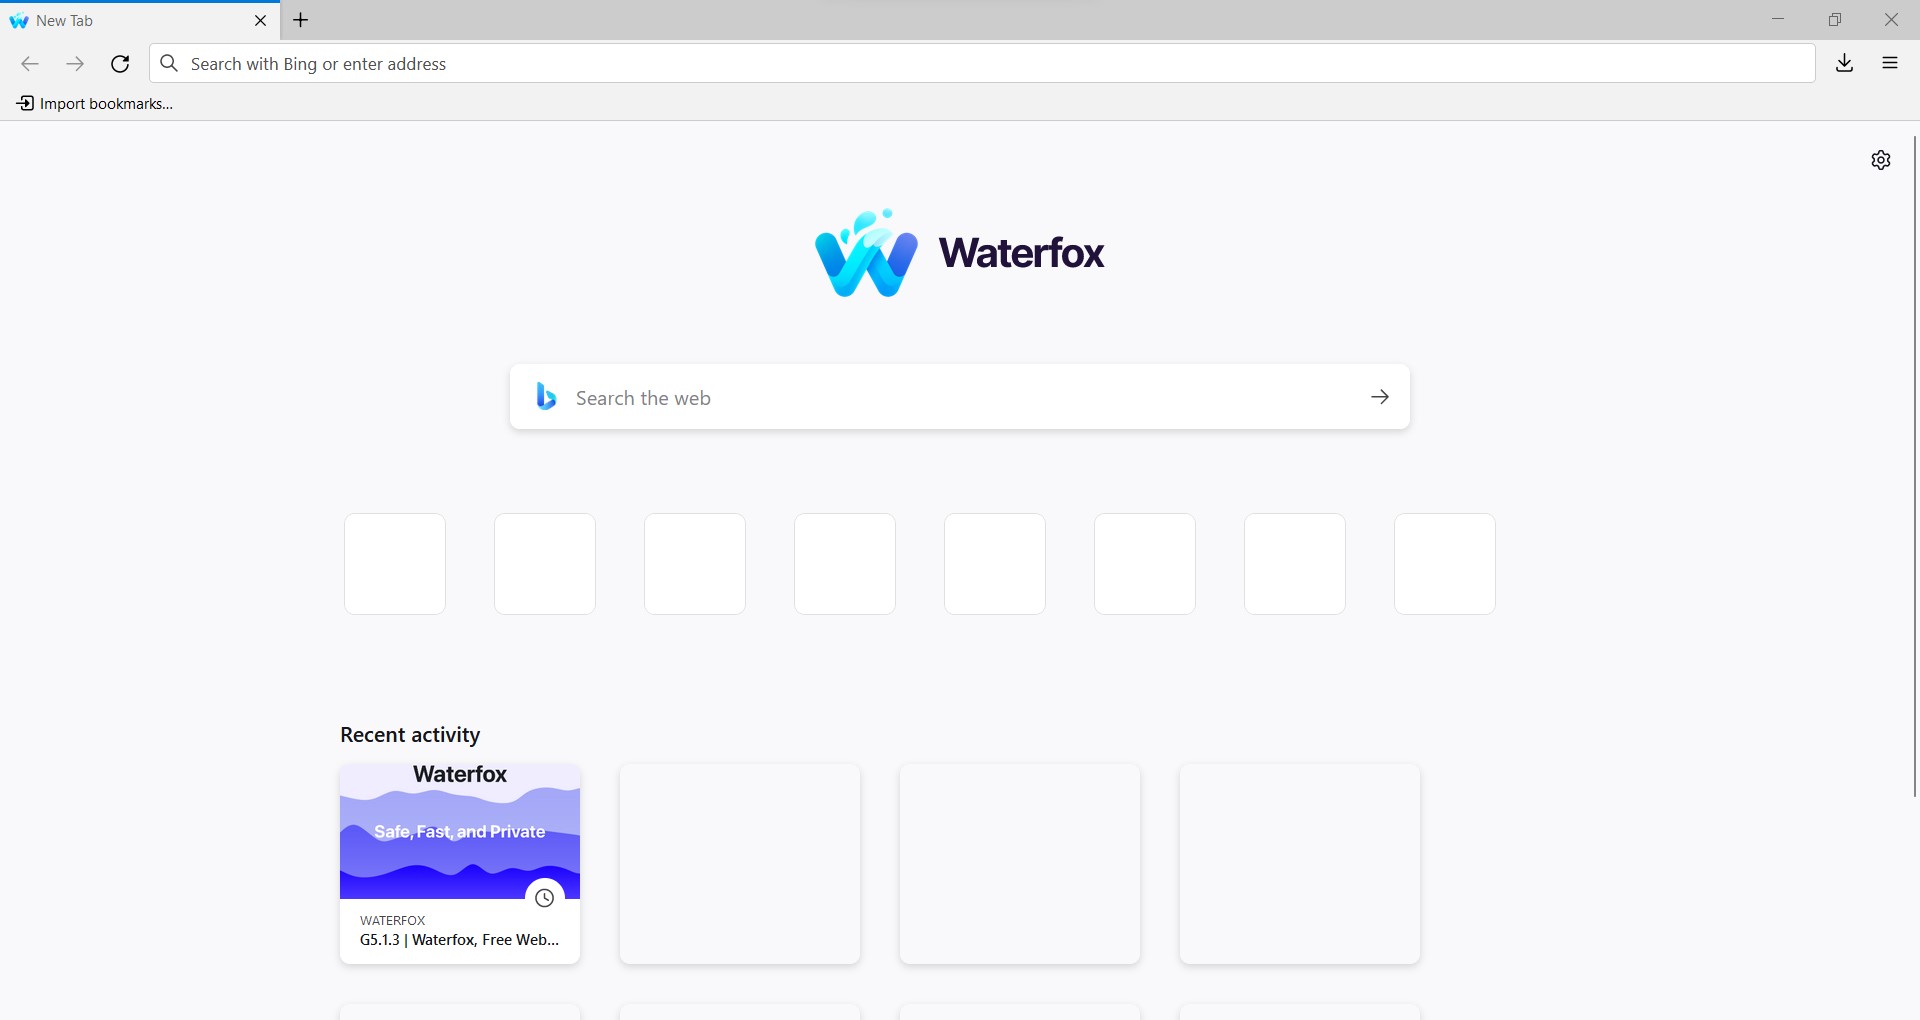 New Tab
Search with Bing or enter address
Import bookmarks...
Waterfox
Search the web
Recent activity
Waterfox
Safe, Fast, and Private
WATERFOX
G5.1.3 | Waterfox, Free Web...